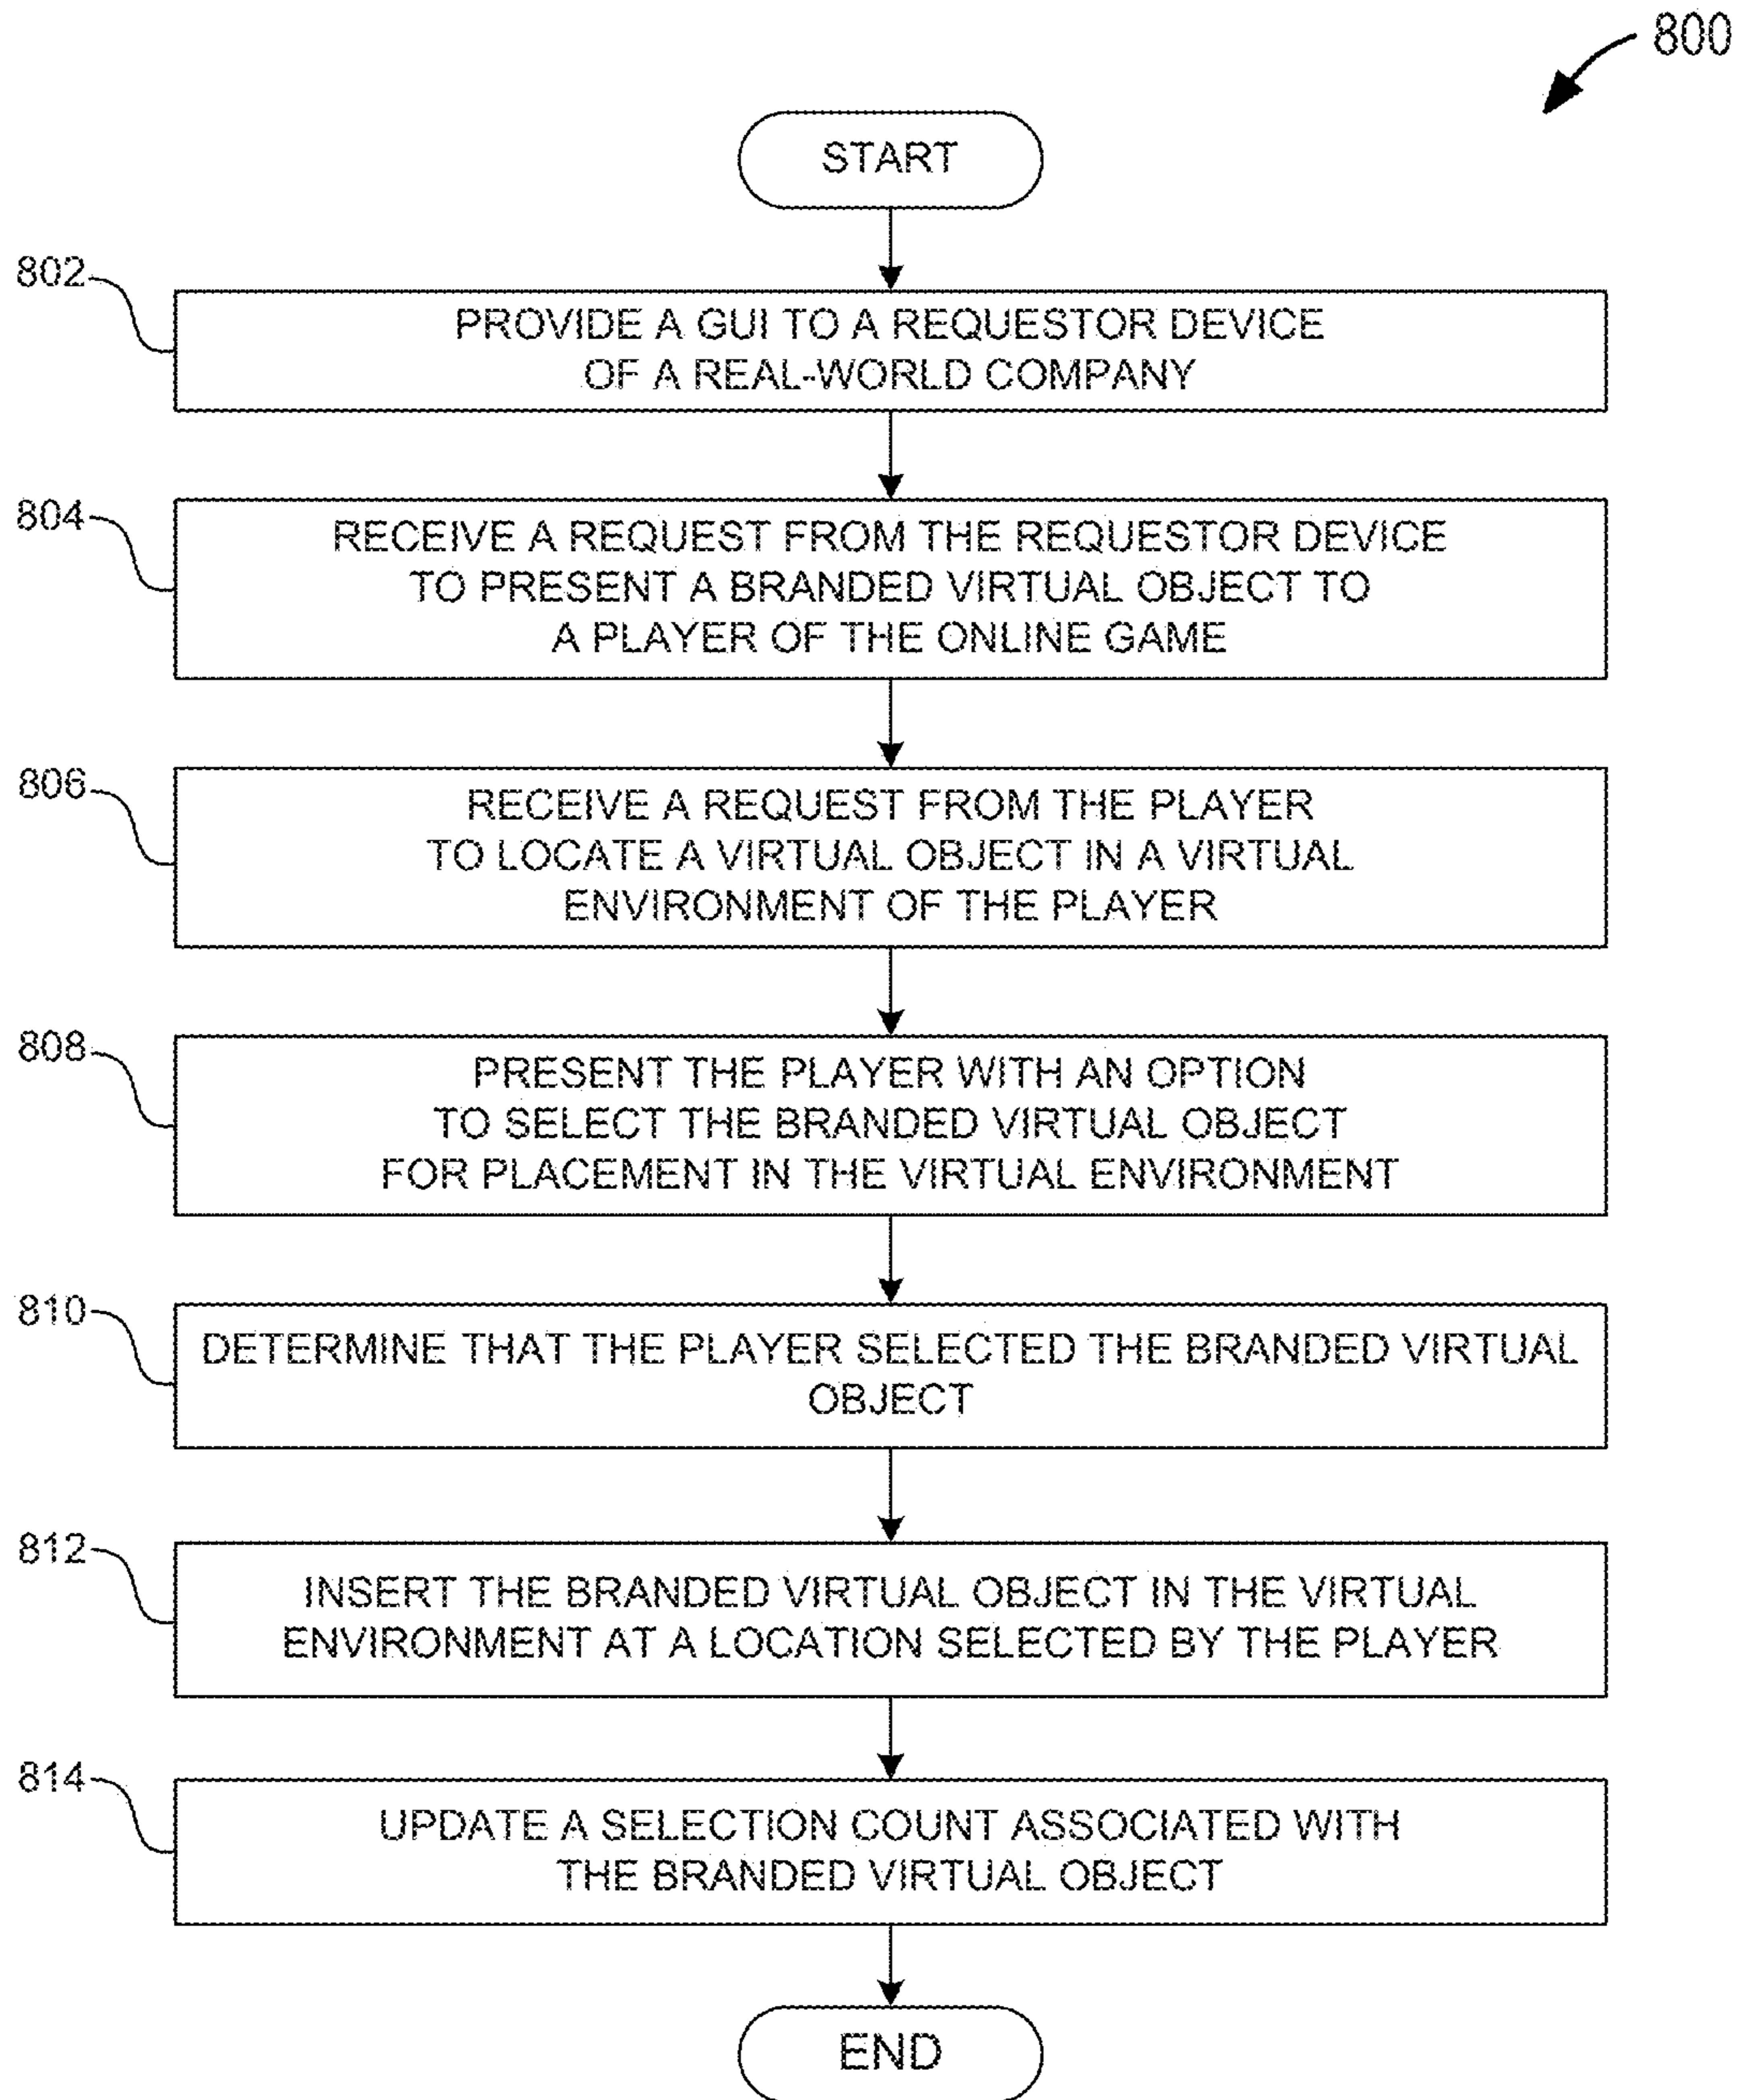 800
START
802
PROVIDE A GUI TO A REQUESTOR DEVICE
OF A REAL-WORLD COMPANY
804
RECEIVE A REQUEST FROM THE REQUESTOR DEVICE
TO PRESENT A BRANDED VIRTUAL OBJECT TO
A PLAYER OF THE ONLINE GAME
806
RECEIVE A REQUEST FROM THE PLAYER
TO LOCATE A VIRTUAL OBJECT IN A VIRTUAL
ENVIRONMENT OF THE PLAYER
808
PRESENT THE PLAYER WITH AN OPTION
TO SELECT THE BRANDED VIRTUAL OBJECT
FOR PLACEMENT IN THE VIRTUAL ENVIRONMENT
810
DETERMINE THAT THE PLAYER SELECTED THE BRANDED VIRTUAL
OBJECT
812
INSERT THE BRANDED VIRTUAL OBJECT IN THE VIRTUAL
ENVIRONMENT AT A LOCATION SELECTED BY THE PLAYER
814
UPDATE A SELECTION COUNT ASSOCIATED WITH
THE BRANDED VIRTUAL OBJECT
END